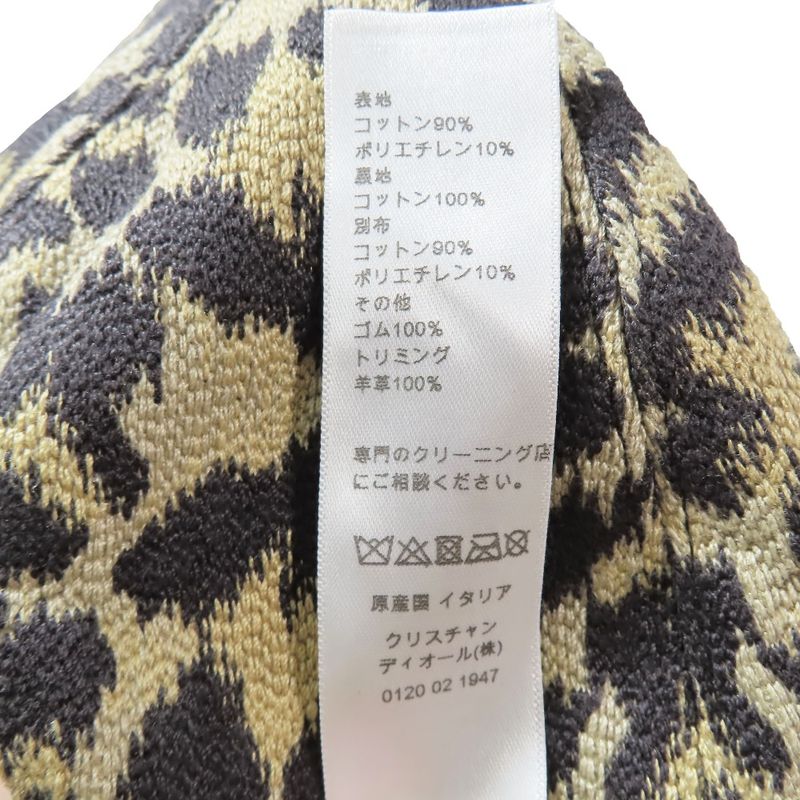 表地
コットン90%
ポリエチレン10%
裏地
コットン100%
別布
コットン90%
ポリエチレン10%
その他
ゴム100%
トリミング
羊革100%
専門のクリーニング店
にご相談ください。
原産国 イタリア
クリスチャン
ディオール(株)
0120 02 1947